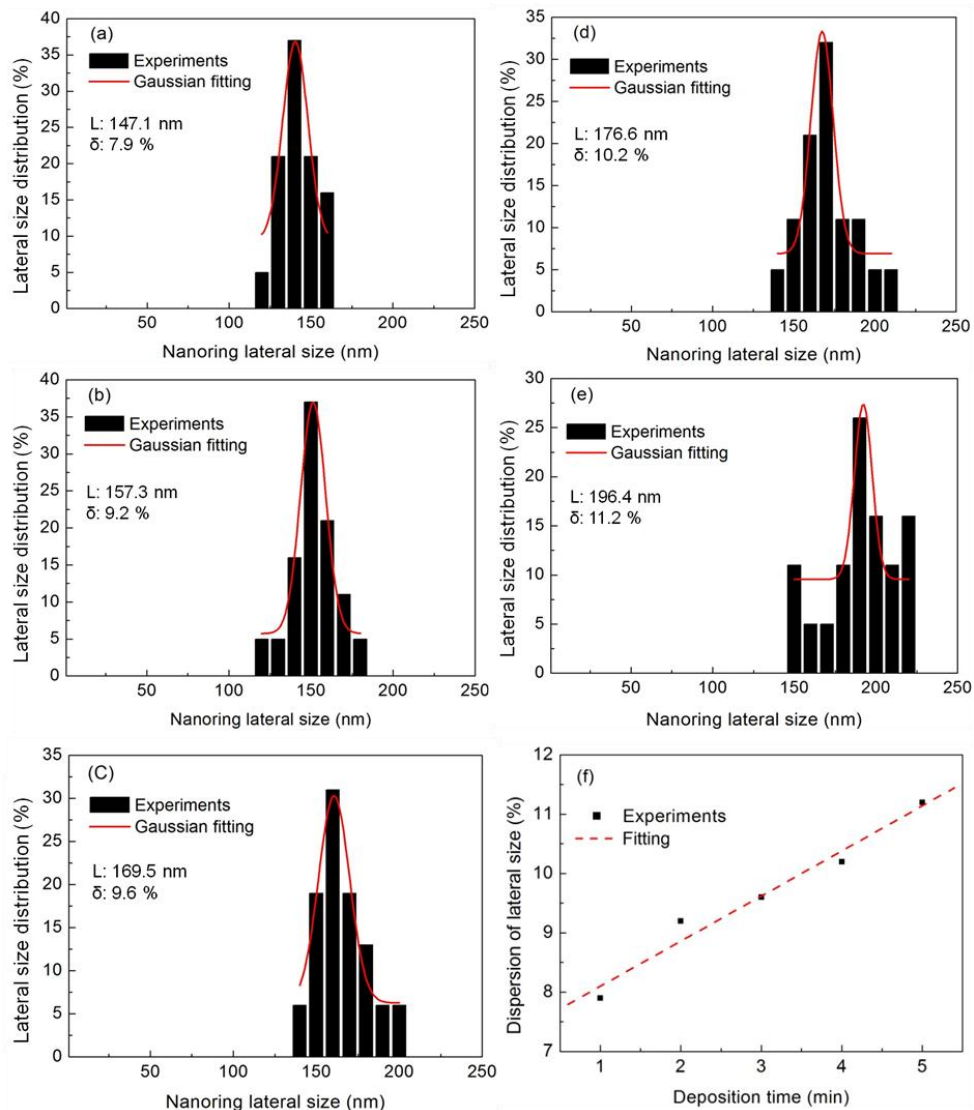 (a)
Experiments
Gaussian fitting
L: 147.1 nm
δ: 7.9 %
Lateral size distribution (%)
40
35
30
25
20
15
10
5
0
50 100 150 200 250
Nanoring lateral size (nm)
(d)
Experiments
Gaussian fitting
L: 176.6 nm
δ: 10.2 %
Lateral size distribution (%)
35
30
25
20
15
10
5
0
50 100 150 200 250
Nanoring lateral size (nm)
(b)
Experiments
Gaussian fitting
L: 157.3 nm
δ: 9.2 %
Lateral size distribution (%)
40
35
30
25
20
15
10
5
0
50 100 150 200 250
Nanoring lateral size (nm)
(e)
Experiments
Gaussian fitting
L: 196.4 nm
δ: 11.2 %
Lateral size distribution (%)
30
25
20
15
10
5
0
50 100 150 200 250
Nanoring lateral size (nm)
(C)
Experiments
Gaussian fitting
L: 169.5 nm
δ: 9.6 %
Lateral size distribution (%)
35
30
25
20
15
10
5
0
50 100 150 200 250
Nanoring lateral size (nm)
(f)
Experiments
Fitting
Dispersion of lateral size (%)
12
11
10
9
8
7
1 2 3 4 5
Deposition time (min)